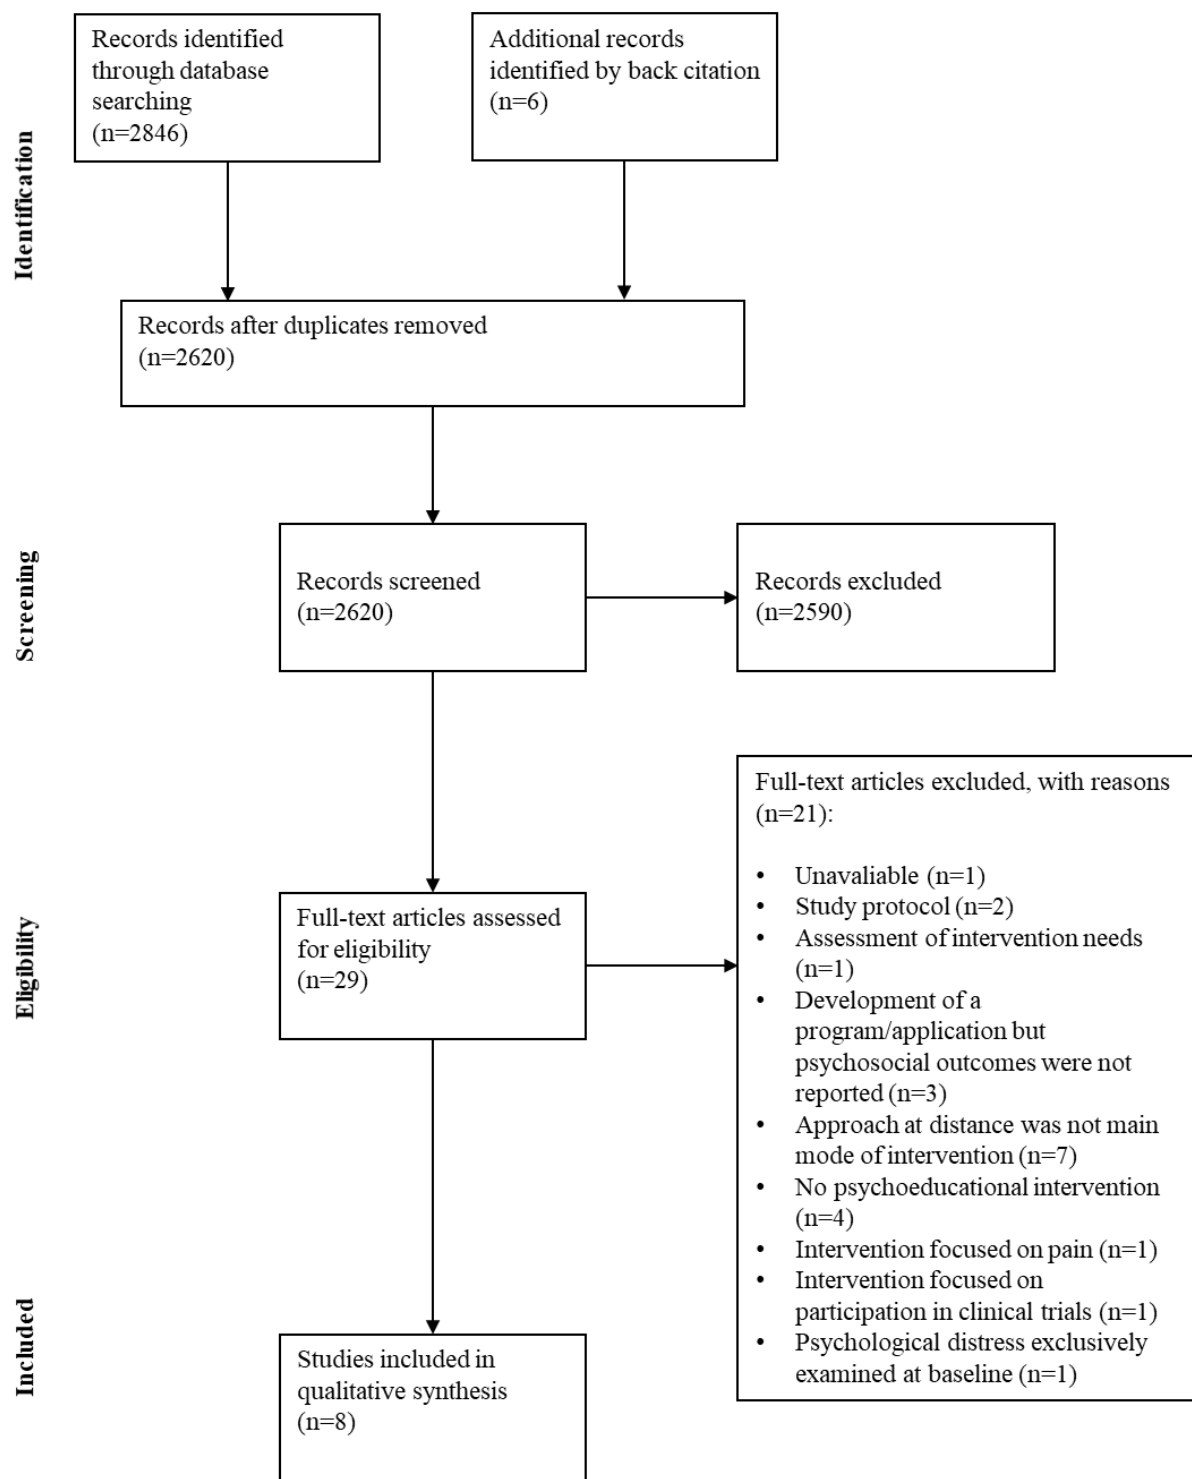 Identification
Records identified
through database
searching
(n=2846)
Additional records
identified by back citation
(n=6)
Records after duplicates removed
(n=2620)
Screening
Records screened
(n=2620)
Records excluded
(n=2590)
Eligibility
Full-text articles assessed
for eligibility
(n=29)
Full-text articles excluded, with reasons
(n=21):
• Unavaliable (n=1)
• Study protocol (n=2)
• Assessment of intervention needs
(n=1)
• Development of a
program/application but
psychosocial outcomes were not
reported (n=3)
• Approach at distance was not main
mode of intervention (n=7)
• No psychoeducational intervention
(n=4)
• Intervention focused on pain (n=1)
• Intervention focused on
participation in clinical trials (n=1)
• Psychological distress exclusively
examined at baseline (n=1)
Included
Studies included in
qualitative synthesis
(n=8)